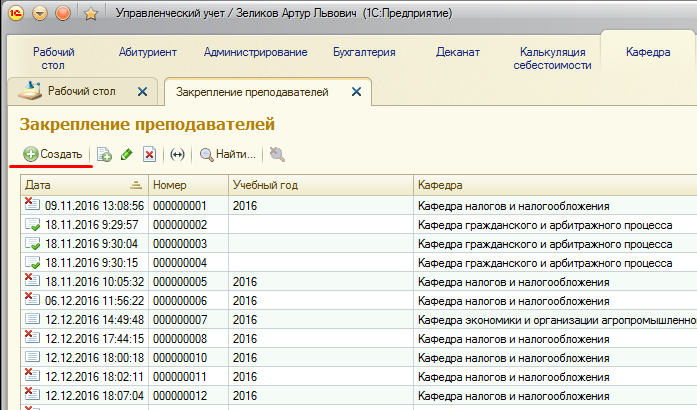 Управленческий учет / Зеликов Артур Львович (1С:Предприятие)
Рабочий стол Абитуриент Администрирование Бухгалтерия Деканат Калькуляция себестоимости Кафедра
Рабочий стол Закрепление преподавателей
Закрепление преподавателей
Создать Найти...
Дата Номер Учебный год Кафедра
09.11.2016 13:08:56 000000001 2016 Кафедра налогов и налогообложения
18.11.2016 9:29:57 000000002 Кафедра гражданского и арбитражного процесса
18.11.2016 9:30:04 000000003 Кафедра гражданского и арбитражного процесса
18.11.2016 9:30:15 000000004 Кафедра гражданского и арбитражного процесса
18.11.2016 10:05:32 000000005 2016 Кафедра налогов и налогообложения
06.12.2016 11:56:22 000000006 2016 Кафедра налогов и налогообложения
12.12.2016 14:49:48 000000007 2016 Кафедра экономики и организации агропромышленно
12.12.2016 17:44:15 000000008 2016 Кафедра налогов и налогообложения
12.12.2016 18:00:18 000000010 2016 Кафедра налогов и налогообложения
12.12.2016 18:02:11 000000011 2016 Кафедра налогов и налогообложения
12.12.2016 18:07:04 000000012 2016 Кафедра налогов и налогообложения